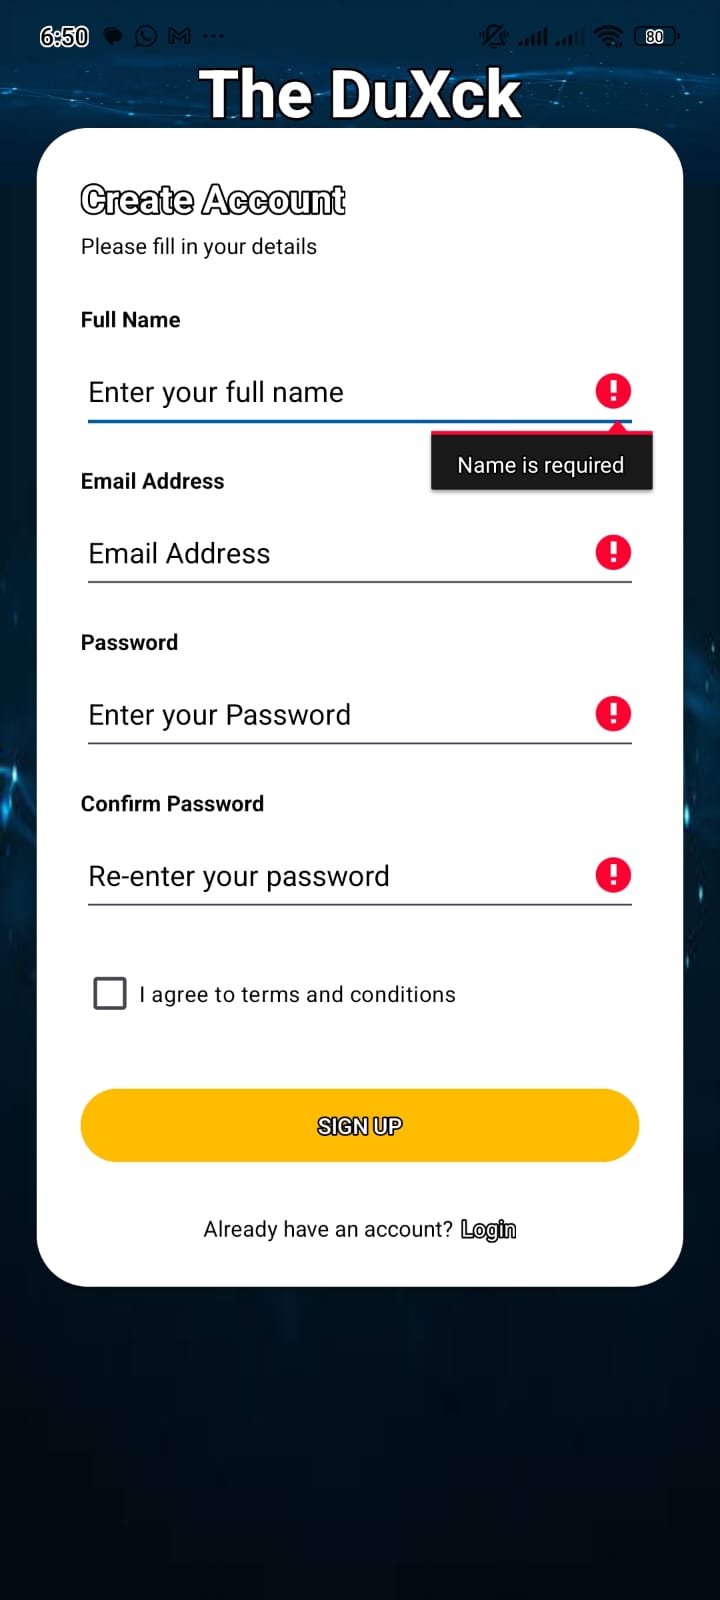 6:50
80
The DuXck
Create Account
Please fill in your details
Full Name
Enter your full name
Name is required
Email Address
Email Address
Password
Enter your Password
Confirm Password
Re-enter your password
I agree to terms and conditions
SIGN UP
Already have an account? Login